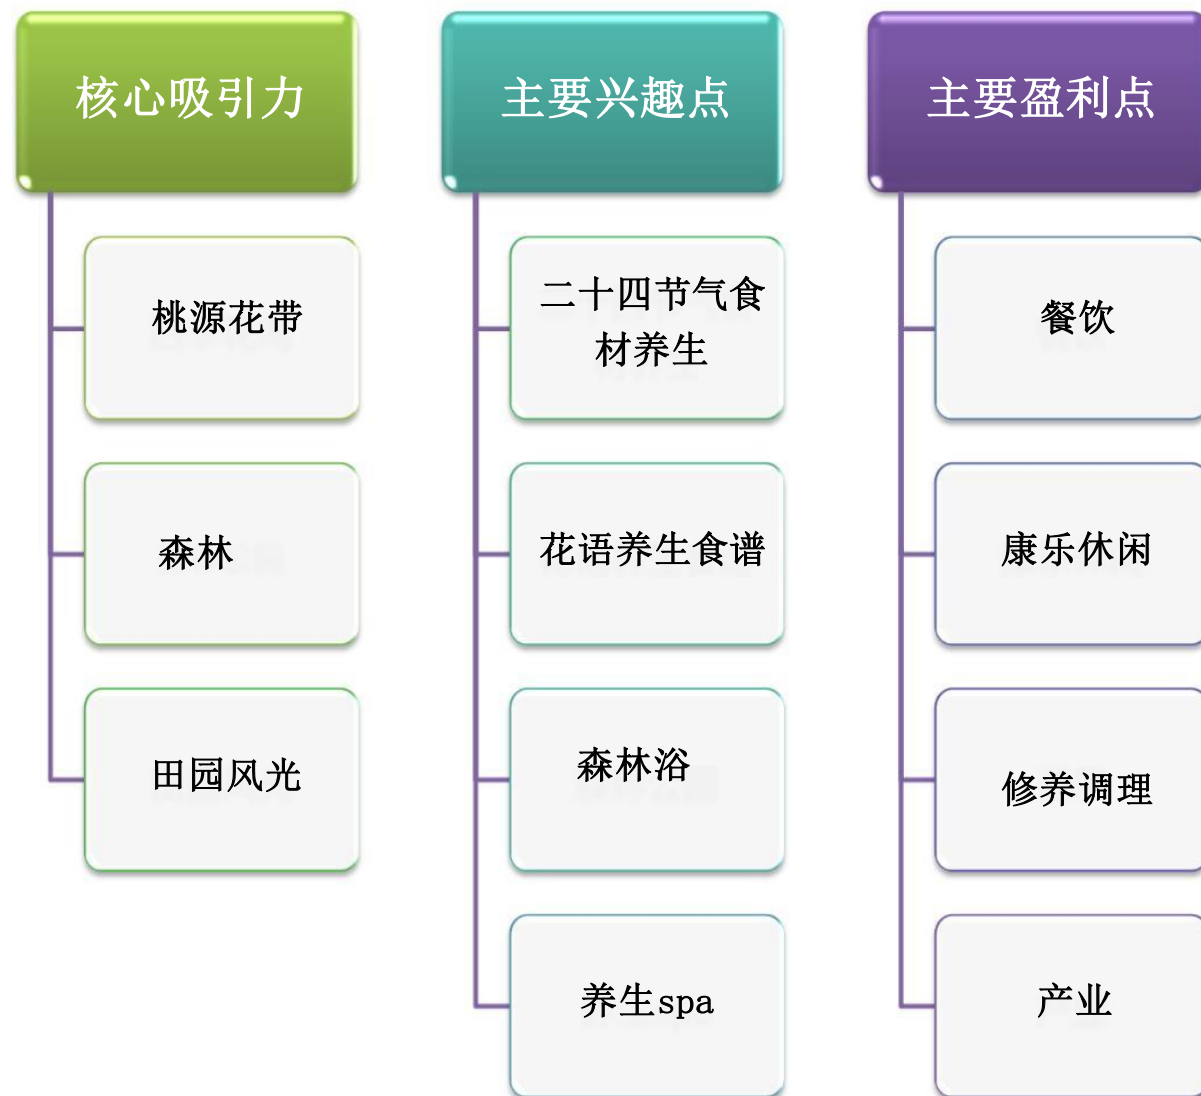 核心吸引力
桃源花带
森林
田园风光
主要兴趣点
二十四节气食
材养生
花语养生食谱
森林浴
养生spa
主要盈利点
餐饮
康乐休闲
修养调理
产业